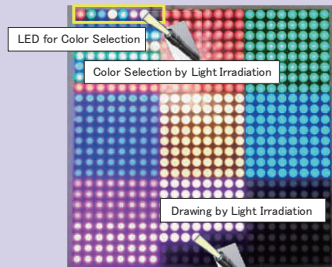 LED for Color Selection
Color Selection by Light Irradiation
Drawing by Light Irradiation